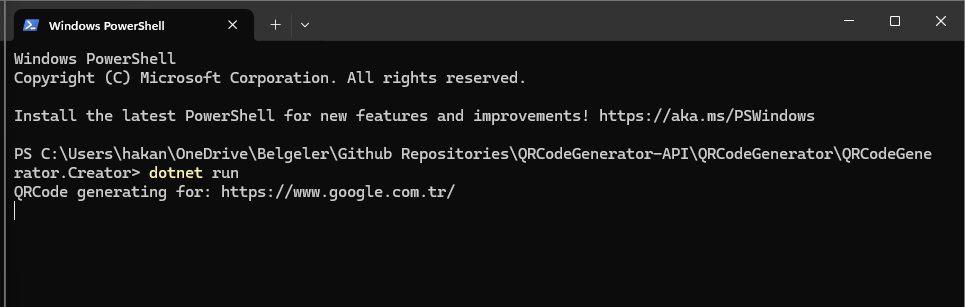 Windows PowerShell
Windows PowerShell
Copyright (C) Microsoft Corporation. All rights reserved.
Install the latest PowerShell for new features and improvements! https://aka.ms/PSWindows
PS C:\Users\hakan\OneDrive\Belgeler\Github Repositories\QRCodeGenerator-API\QRCodeGenerator\QRCodeGene
rator.Creator> dotnet run
QRCode generating for: https://www.google.com.tr/